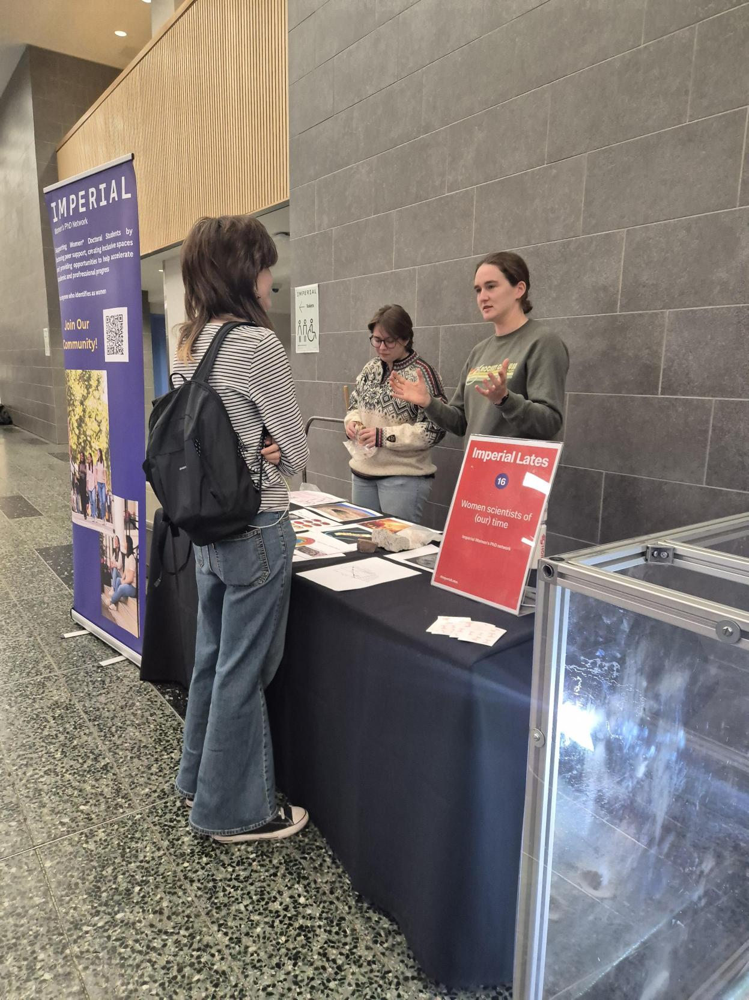 IMPERIAL
Women's PhD Network
Supporting Women* Doctoral Students by
fostering peer support, creating inclusive spaces
and providing opportunities to help accelerate
academic and profressional progress
anyone who identifies as women
Join Our
Community!
IMPERIAL
← Toilets
ROCKET
Imperial Lates
16
Women scientists of
(our) time
Imperial Women's PhD network
#ImperialLates